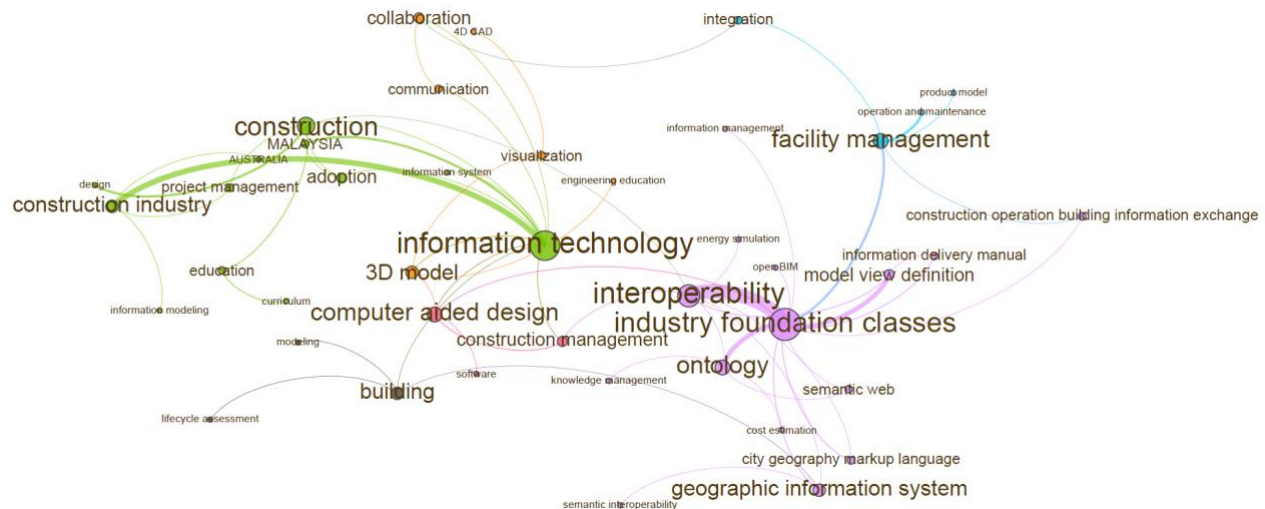 collaboration
integration
4D CAD
communication
product model
operation and maintenance
construction
information management
facility management
MALAYSIA
visualization
AUSTRALIA
adoption
information system
design
project management
engineering education
construction industry
construction operation building information exchange
information technology
energy simulation
information delivery manual
education
3D model
open BIM
model view definition
interoperability
curriculum
information modeling
computer aided design
industry foundation classes
modeling
construction management
ontology
software
knowledge management
building
semantic web
lifecycle assessment
cost estimation
city geography markup language
geographic information system
semantic interoperability